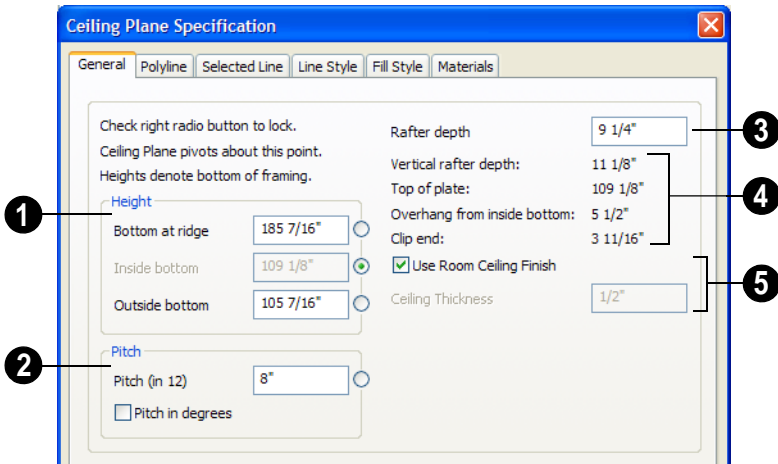 Ceiling Plane Specification
General Polyline Selected Line Line Style Fill Style Materials
Check right radio button to lock.
Ceiling Plane pivots about this point.
Heights denote bottom of framing.
1
Height
Bottom at ridge 185 7/16"
Inside bottom 109 1/8"
Outside bottom 105 7/16"
2
Pitch
Pitch (in 12) 8"
Pitch in degrees
Rafter depth 9 1/4" 3
Vertical rafter depth: 11 1/8"
Top of plate: 109 1/8"
4
Overhang from inside bottom: 5 1/2"
Clip end: 3 11/16"
Use Room Ceiling Finish
5
Ceiling Thickness 1/2"